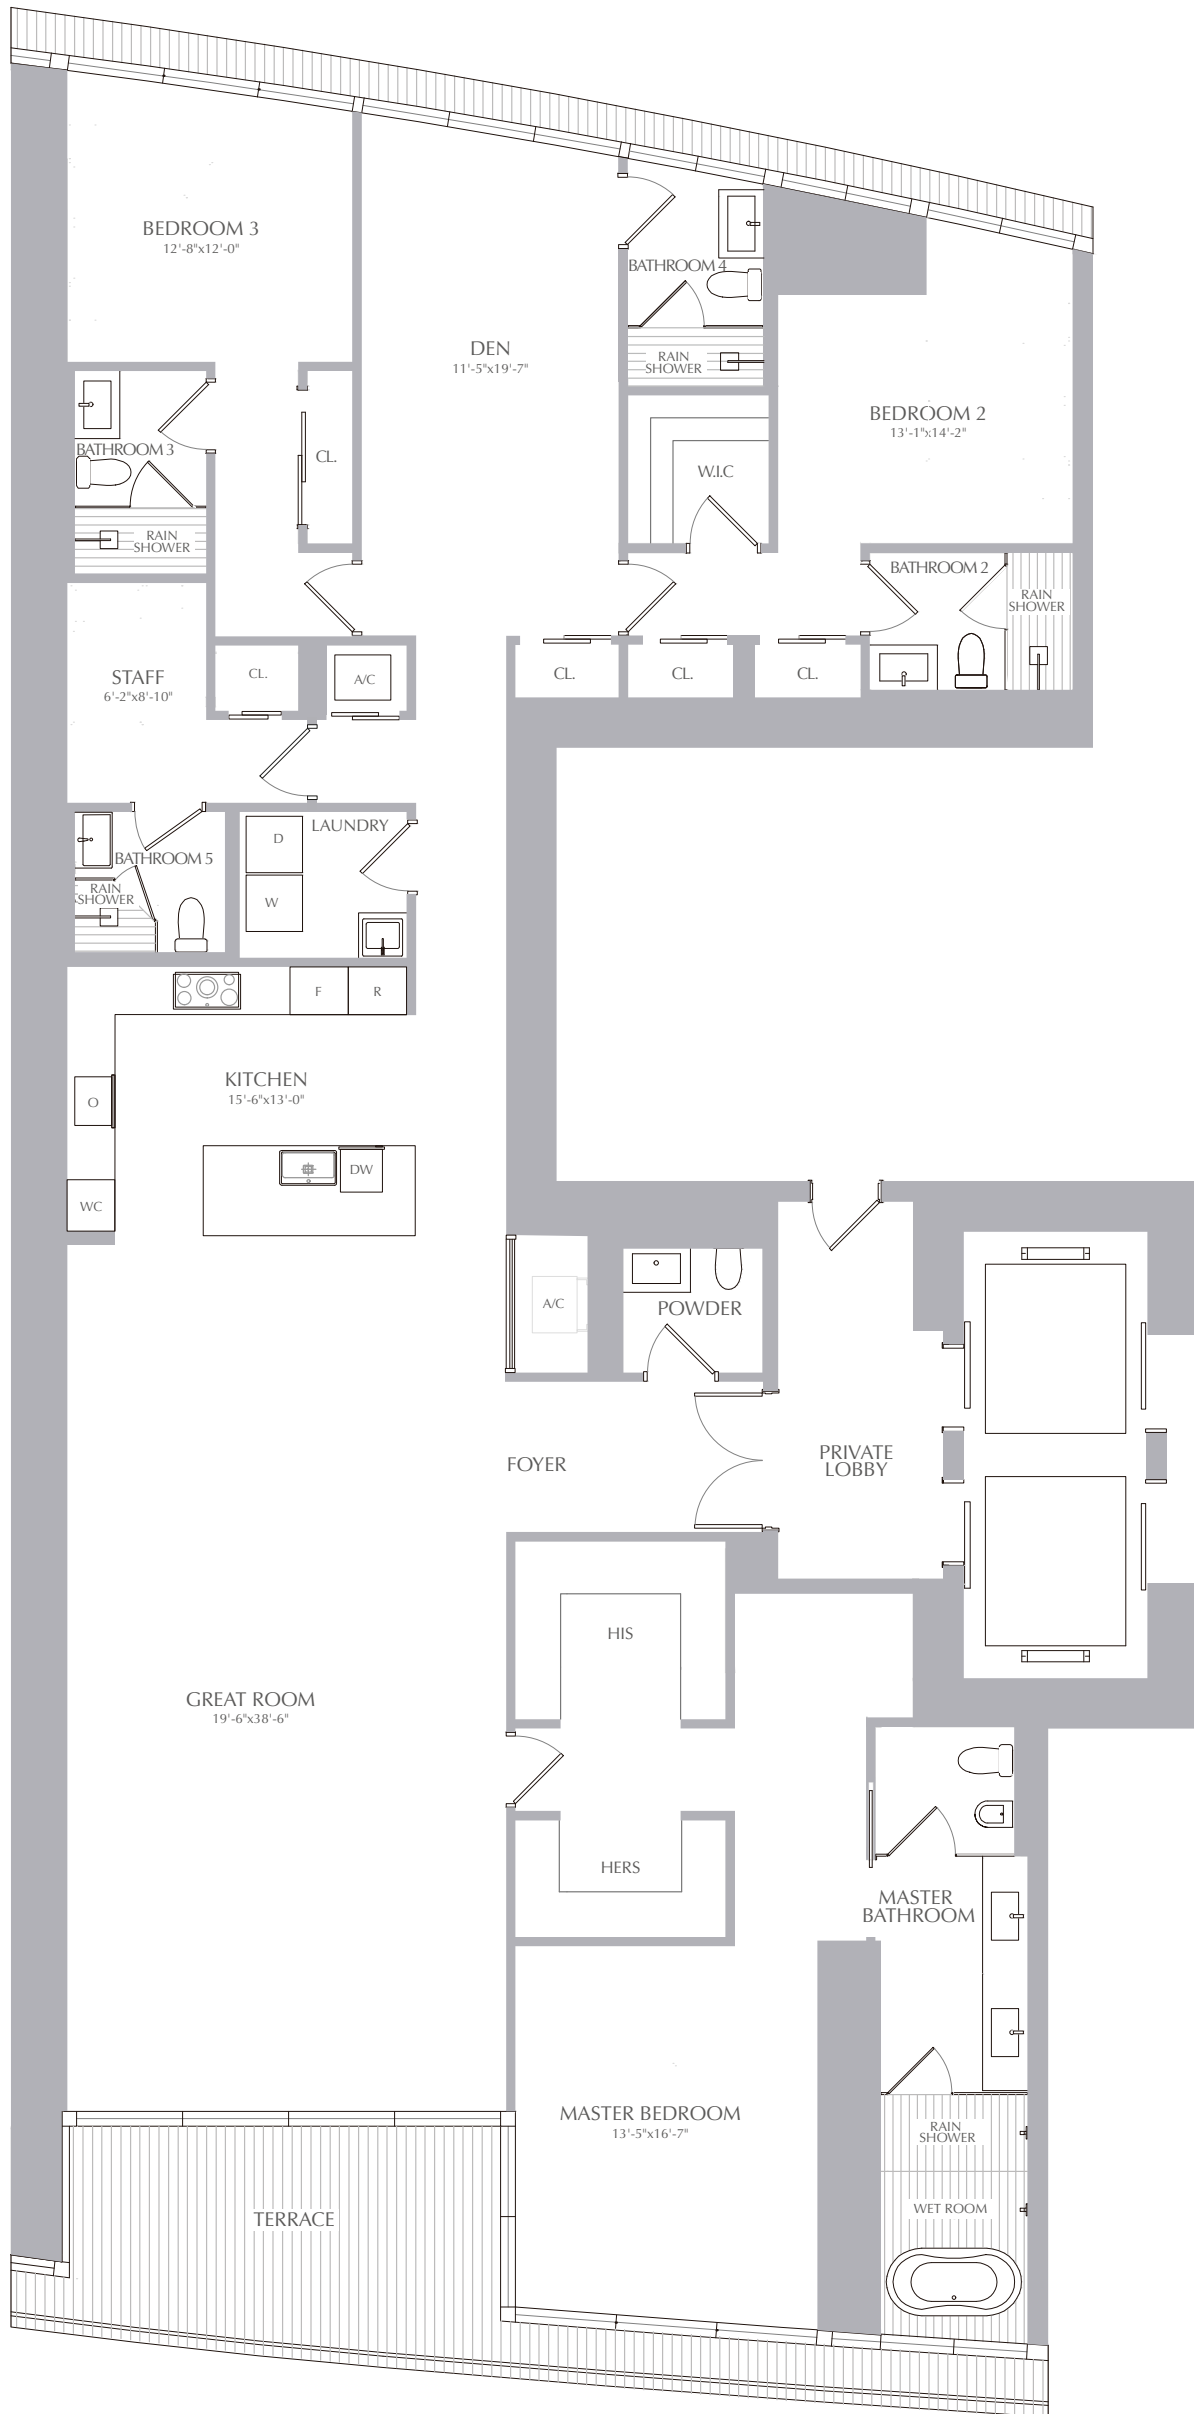 BEDROOM 3
12'-8"x12'-0"
BATHROOM 4
RAIN
SHOWER
DEN
11'-5"x19'-7"
BEDROOM 2
13'-1"x14'-2"
BATHROOM 3
CL.
W.I.C
RAIN
SHOWER
BATHROOM 2
RAIN
SHOWER
STAFF
6'-2"x8'-10"
CL.
A/C
CL.
CL.
CL.
LAUNDRY
D
W
BATHROOM 5
RAIN
SHOWER
F
R
KITCHEN
15'-6"x13'-0"
O
DW
WC
A/C
POWDER
FOYER
PRIVATE
LOBBY
HIS
GREAT ROOM
19'-6"x38'-6"
HERS
MASTER
BATHROOM
MASTER BEDROOM
13'-5"x16'-7"
RAIN
SHOWER
WET ROOM
TERRACE